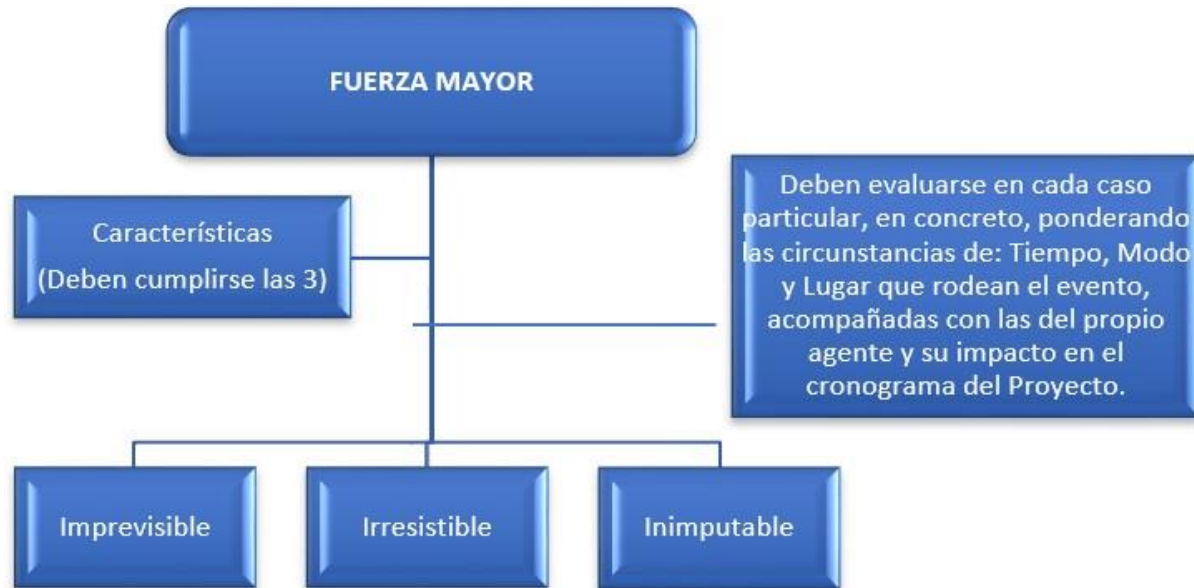 FUERZA MAYOR
Características
(Deben cumplirse las 3)
Deben evaluarse en cada caso
particular, en concreto, ponderando
las circunstancias de: Tiempo, Modo
y Lugar que rodean el evento,
acompañadas con las del propio
agente y su impacto en el
cronograma del Proyecto.
Imprevisible
Irresistible
Inimputable